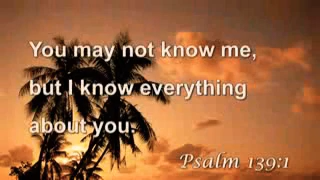 You may not know me,
but I know everything
about you.
Psalm 139:1